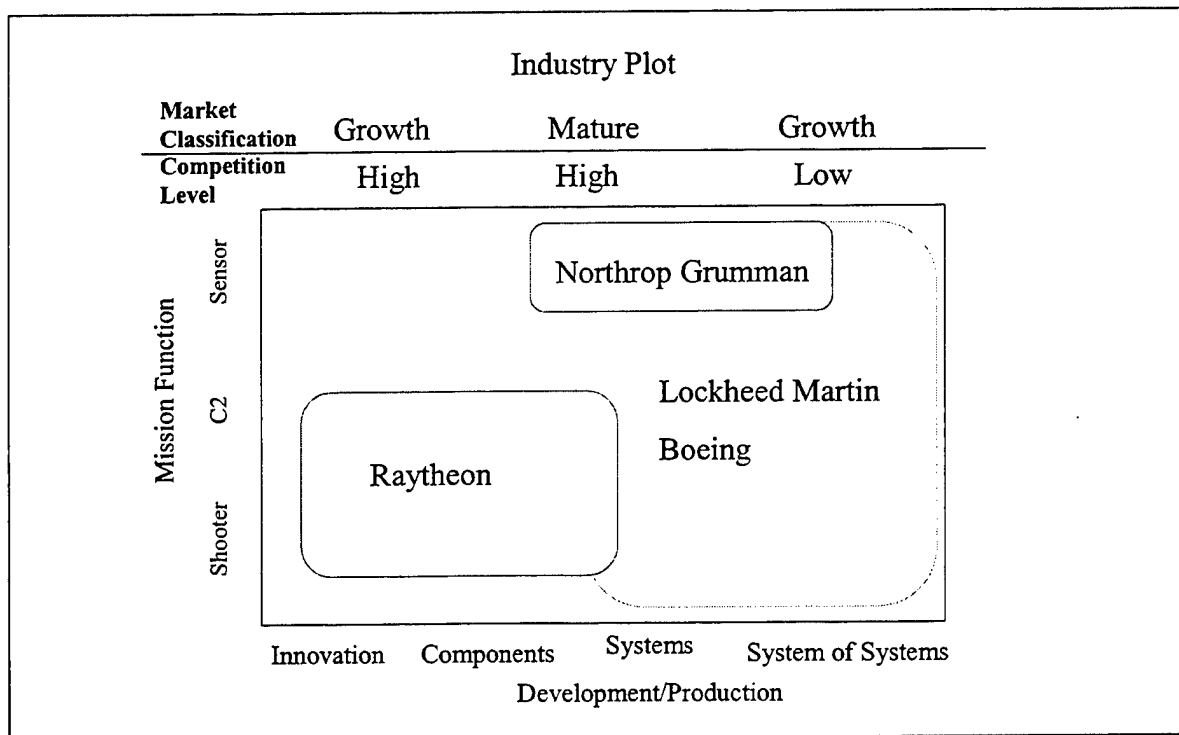 Industry Plot
Market
Classification
Growth
Mature
Growth
Competition
Level
High
High
Low
Mission Function
Sensor
C2
Shooter
Northrop Grumman
Lockheed Martin
Boeing
Raytheon
Innovation
Components
Systems
System of Systems
Development/Production